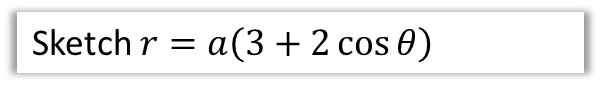 Sketch 𝑟 = 𝑎(3 + 2 cos 𝜃)